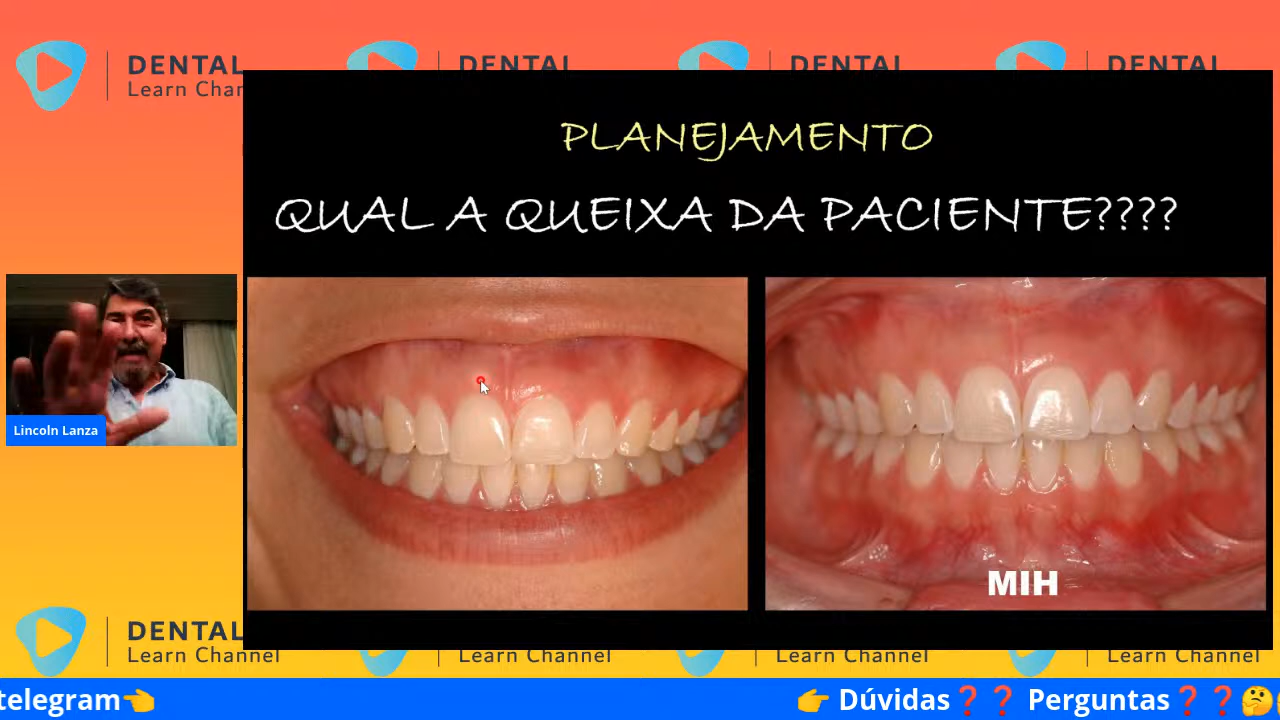 DENTAL
Learn Chan
DENTAL
DENTAL
DENTAL
PLANEJAMENTO
QUAL A QUEIXA DA PACIENTE????
Lincoln Lanza
MIH
DENTAL
Learn Channel
Learn Channel
Learn Channel
Learn Channel
telegram👈
👉 Dúvidas❓❓ Perguntas❓❓🤔